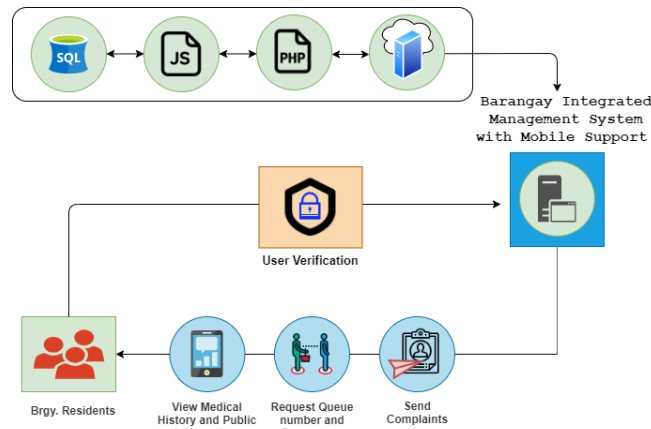 SQL
JS
PHP
Barangay Integrated
Management System
with Mobile Support
User Verification
Brgy. Residents
View Medical
History and Public
Request Queue
number and
Send
Complaints